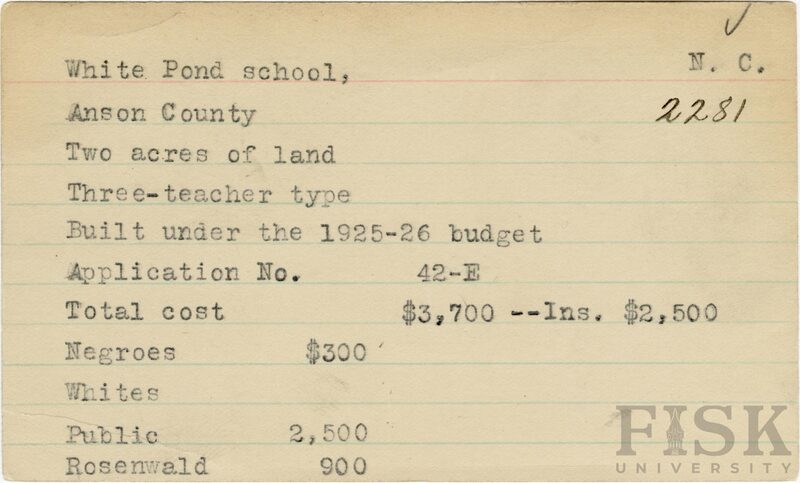 White Pond school, N. C.
Anson County 2281
Two acres of land
Three-teacher type
Built under the 1925-26 budget
Application No. 42-E
Total cost $3,700 --Ins. $2,500
Negroes $300
Whites
Public 2,500
Rosenwald 900
FISK
UNIVERSITY